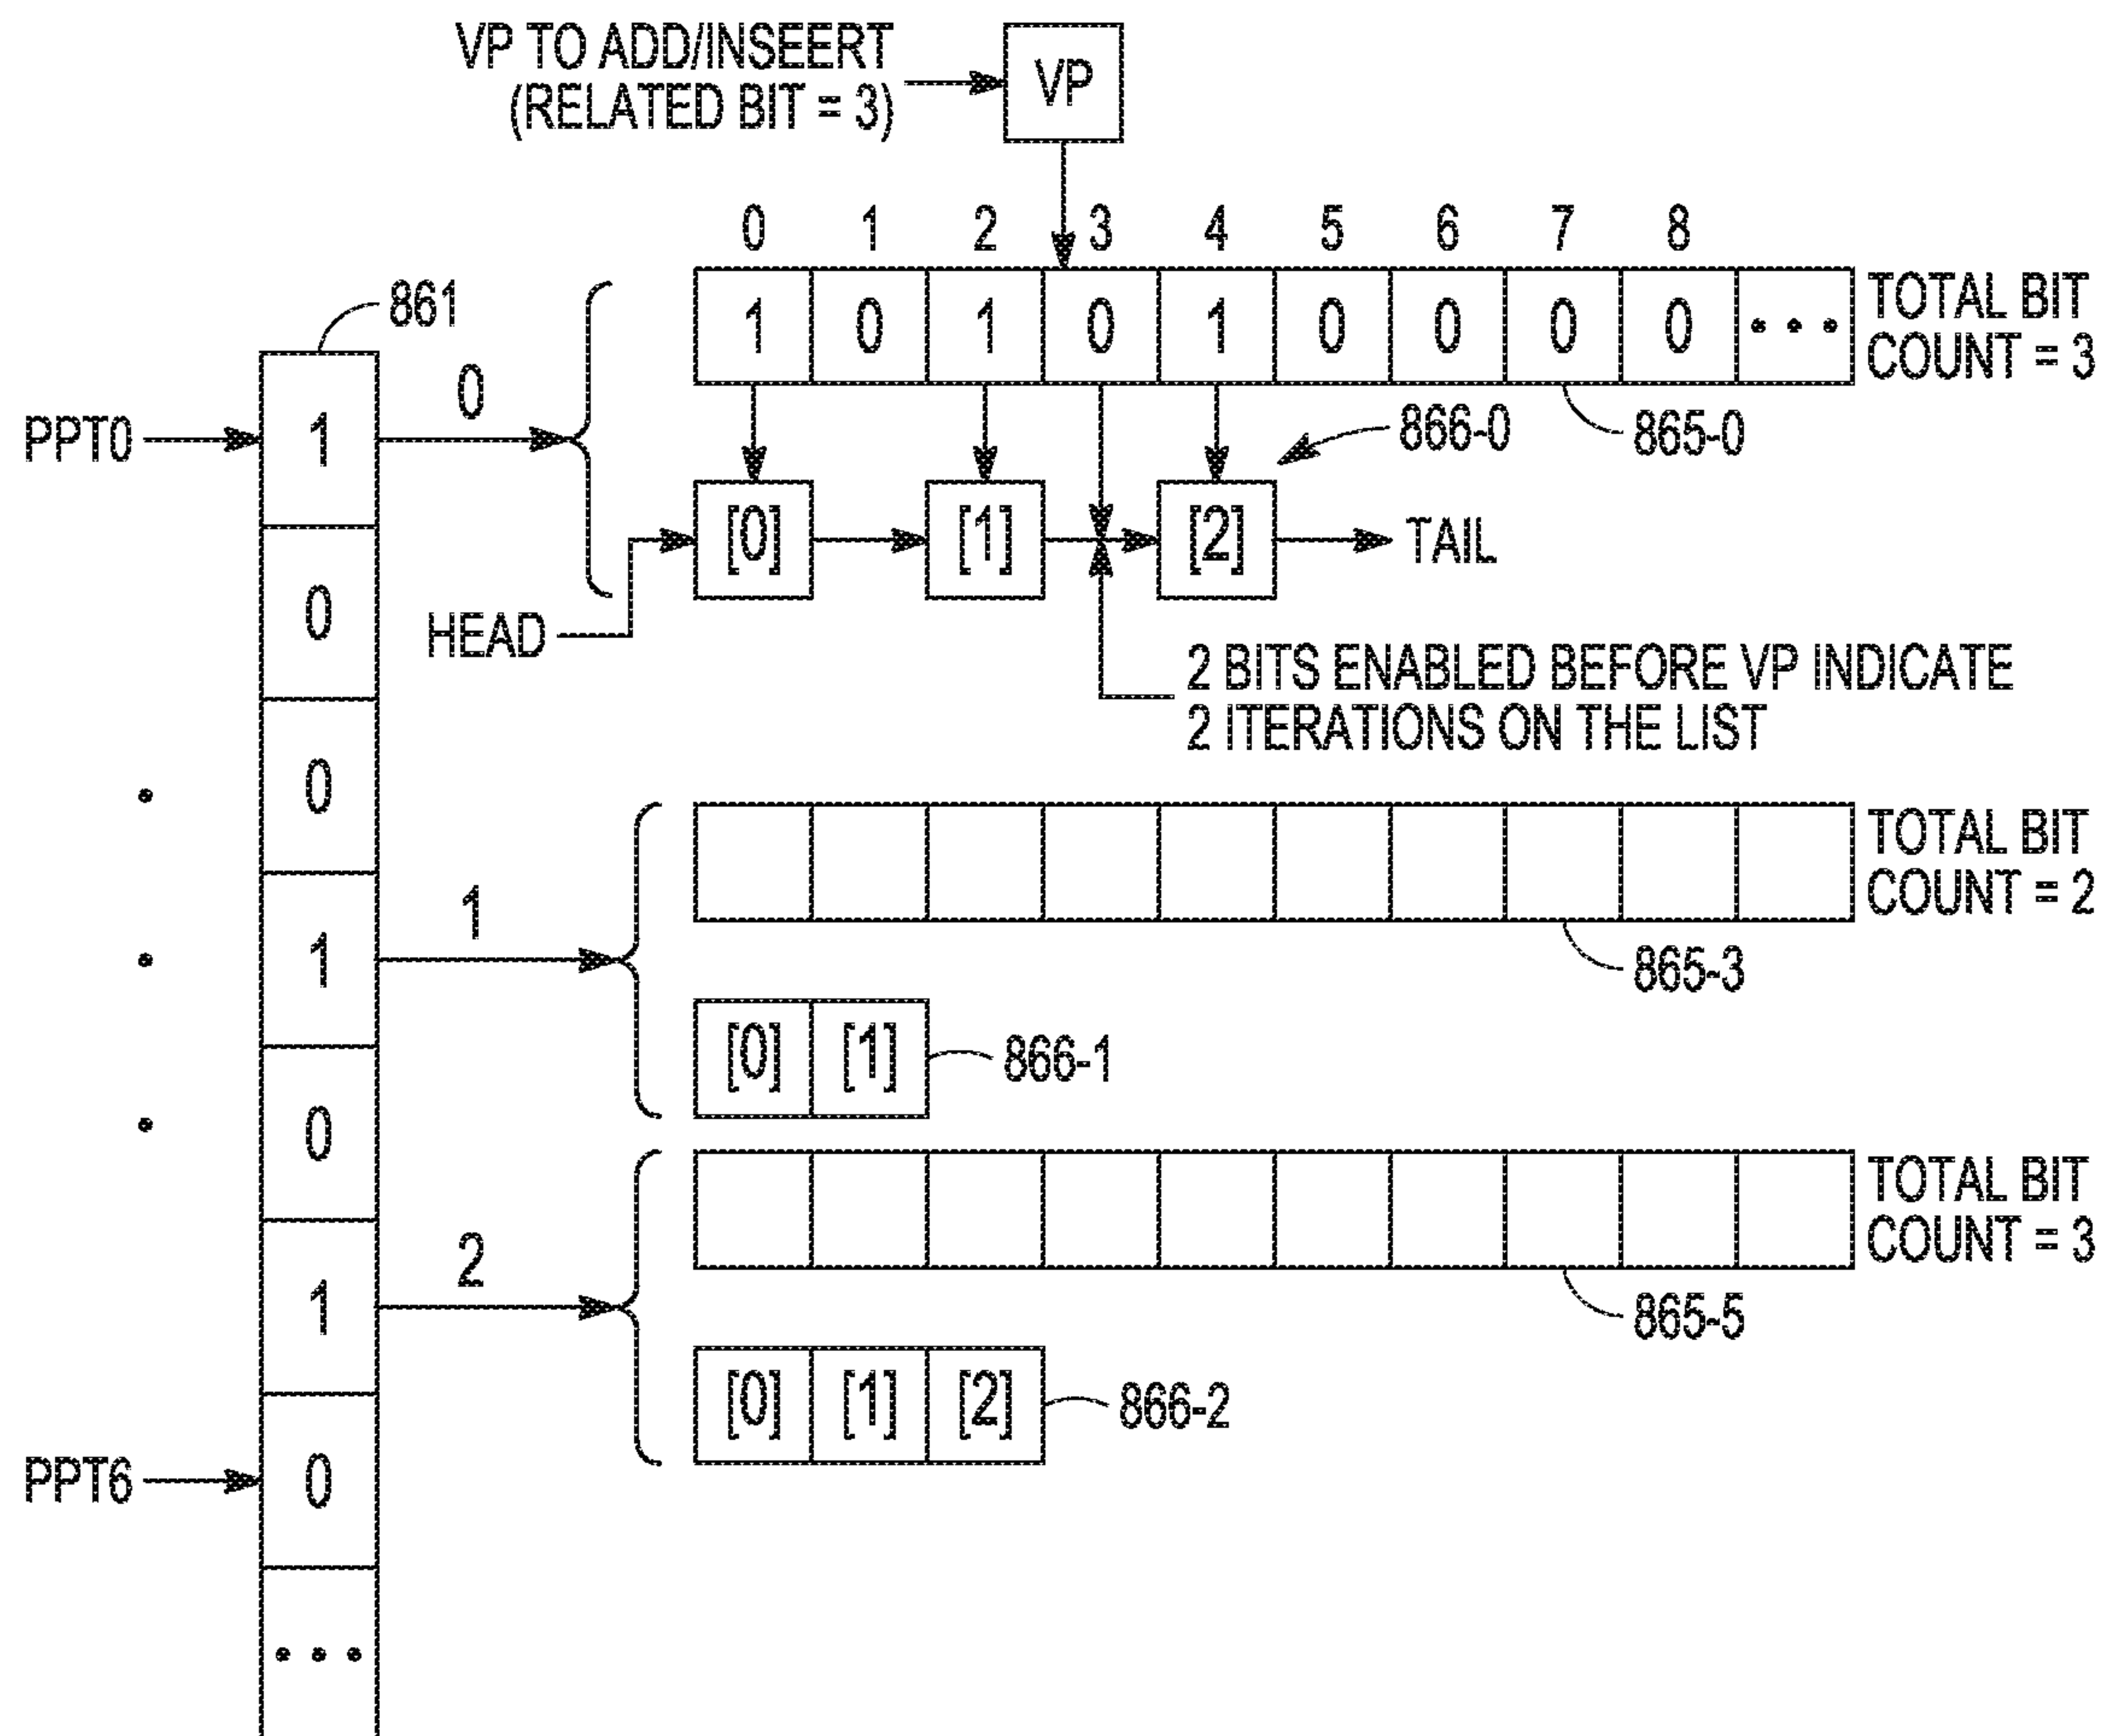 VP TO ADD/INSEERT
(RELATED BIT = 3)
VP
0 1 2 3 4 5 6 7 8
861
1 0 1 0 1 0 0 0 0 • • •
TOTAL BIT
COUNT = 3
0
PPT0
1
866-0
865-0
[0] [1] [2] TAIL
0
HEAD
2 BITS ENABLED BEFORE VP INDICATE
2 ITERATIONS ON THE LIST
0
TOTAL BIT
COUNT = 2
1
1
865-3
[0] [1] 866-1
0
TOTAL BIT
COUNT = 3
2
1
865-5
[0] [1] [2] 866-2
PPT6
0
• • •